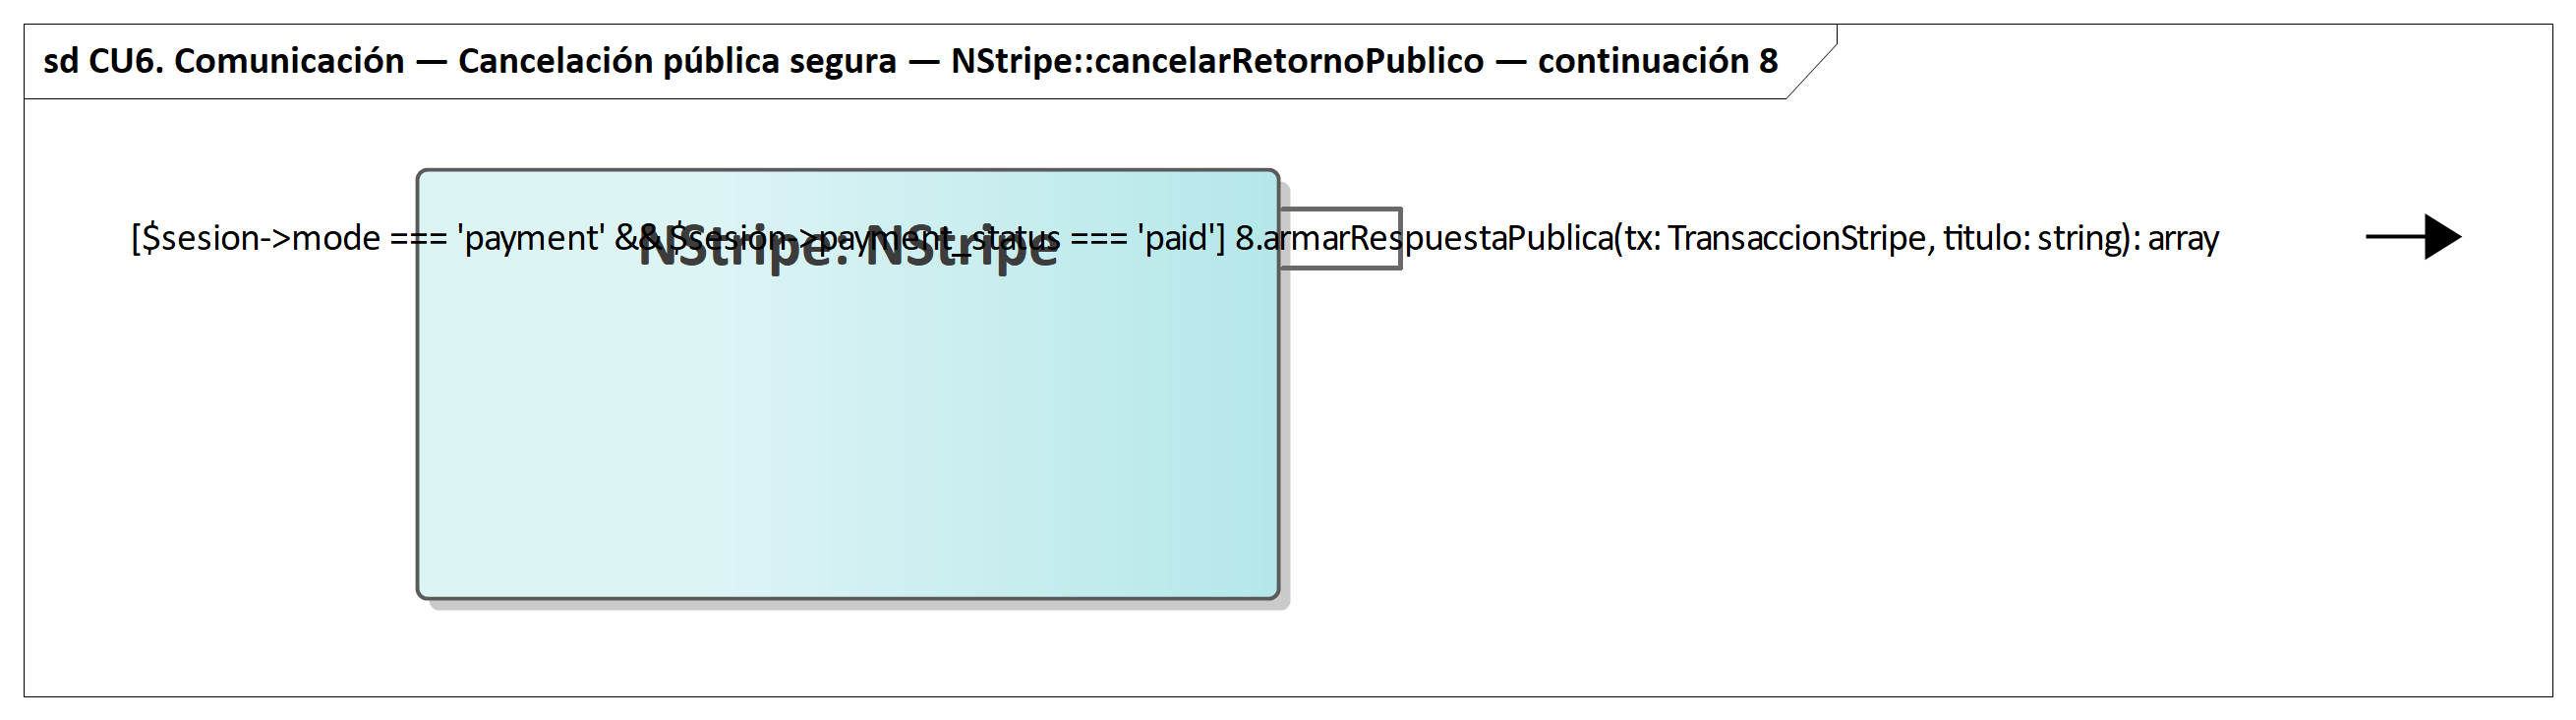 sd CU6. Comunicación — Cancelación pública segura — NStripe::cancelarRetornoPublico — continuación 8
[$sesion->mode === 'payment' && $sesion->payment_status === 'paid'] 8.armarRespuestaPublica(tx: TransaccionStripe, titulo: string): array
NStripe: NStripe